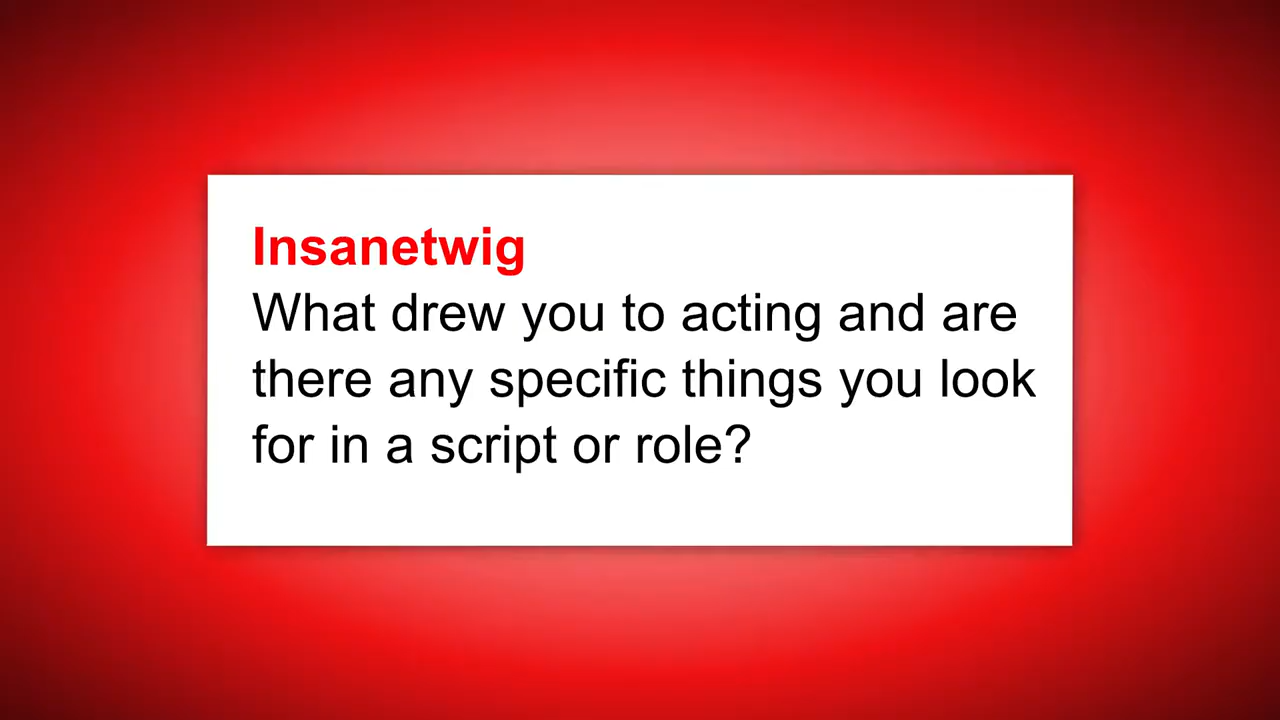 Insanetwig
What drew you to acting and are
there any specific things you look
for in a script or role?